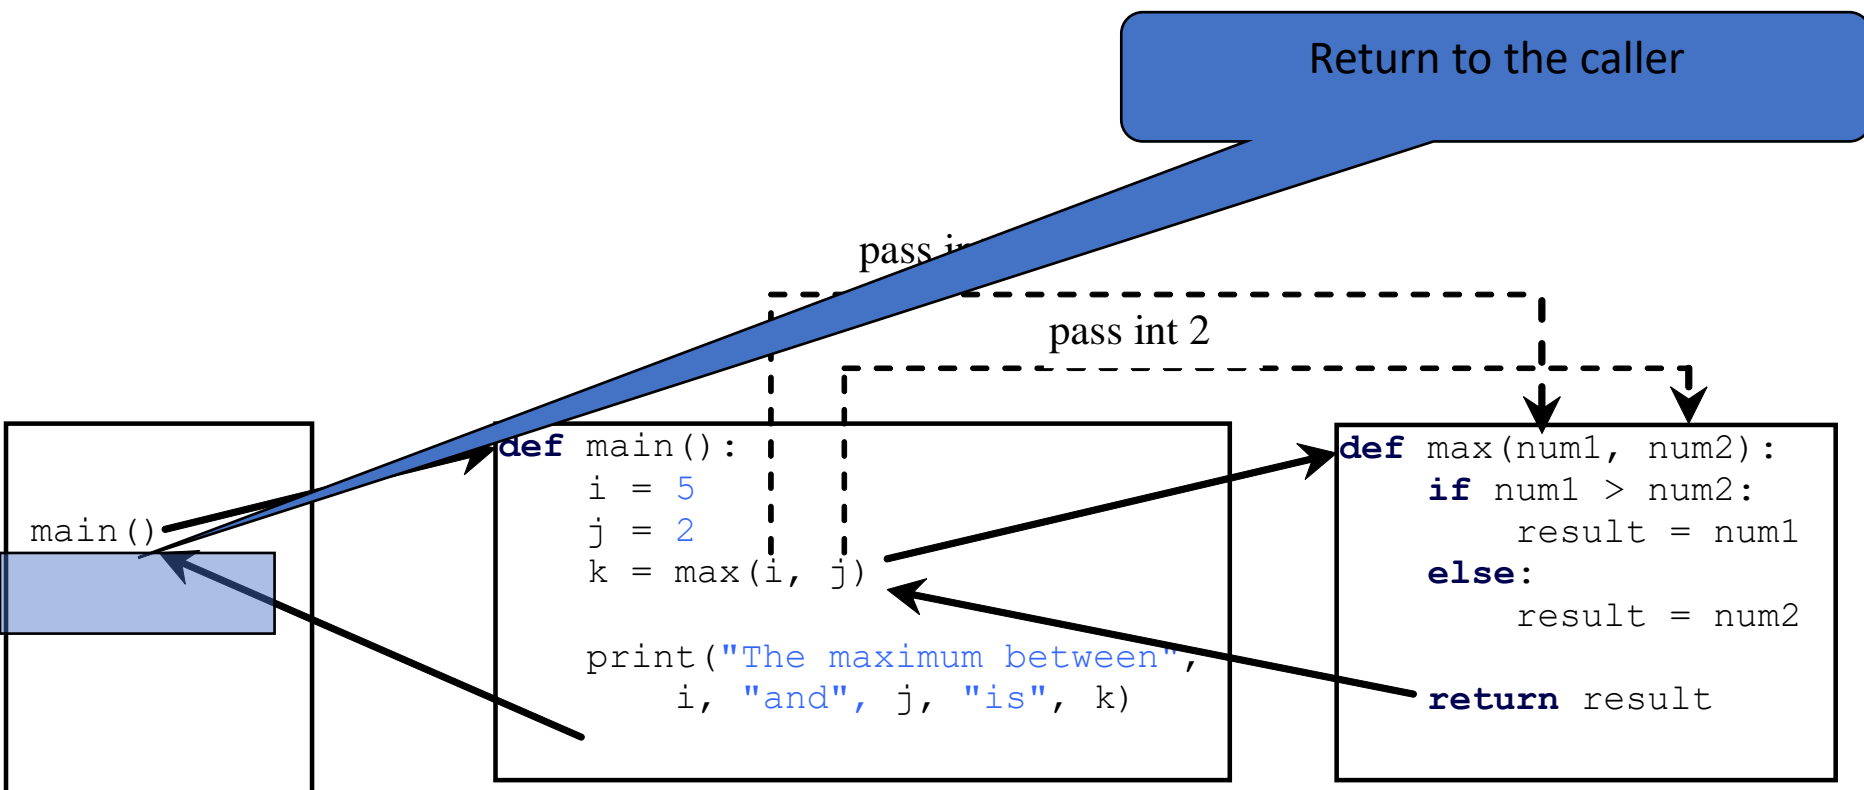 Return to the caller
pass
pass int 2
main()
def main():
    i = 5
    j = 2
    k = max(i, j)
    print("The maximum between",
        i, "and", j, "is", k)
def max(num1, num2):
    if num1 > num2:
        result = num1
    else:
        result = num2
    return result